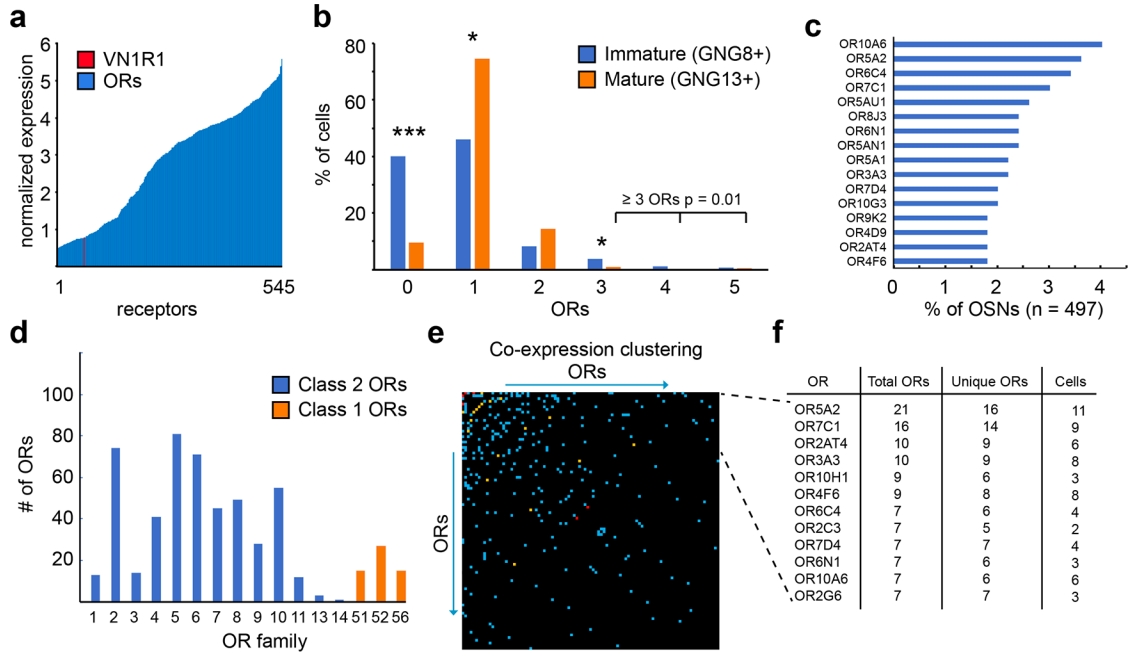 a
6
5
4
3
2
1
normalized expression
VN1R1
ORs
1
545
receptors
b
80
60
40
20
% of cells
Immature (GNG8+)
Mature (GNG13+)
***
*
*
≥ 3 ORs p = 0.01
0 1 2 3 4 5
ORs
c
OR10A6
OR5A2
OR6C4
OR7C1
OR5AU1
OR8J3
OR6N1
OR5AN1
OR5A1
OR3A3
OR7D4
OR10G3
OR9K2
OR4D9
OR2AT4
OR4F6
0 1 2 3 4
% of OSNs (n = 497)
d
100
80
60
40
20
# of ORs
Class 2 ORs
Class 1 ORs
1 2 3 4 5 6 7 8 9 10 11 13 14 51 52 56
OR family
e
Co-expression clustering
ORs
ORs
f
OR Total ORs Unique ORs Cells
OR5A2 21 16 11
OR7C1 16 14 9
OR2AT4 10 9 6
OR3A3 10 9 8
OR10H1 9 6 3
OR4F6 9 8 8
OR6C4 7 6 4
OR2C3 7 5 2
OR7D4 7 7 4
OR6N1 7 6 3
OR10A6 7 6 6
OR2G6 7 7 3